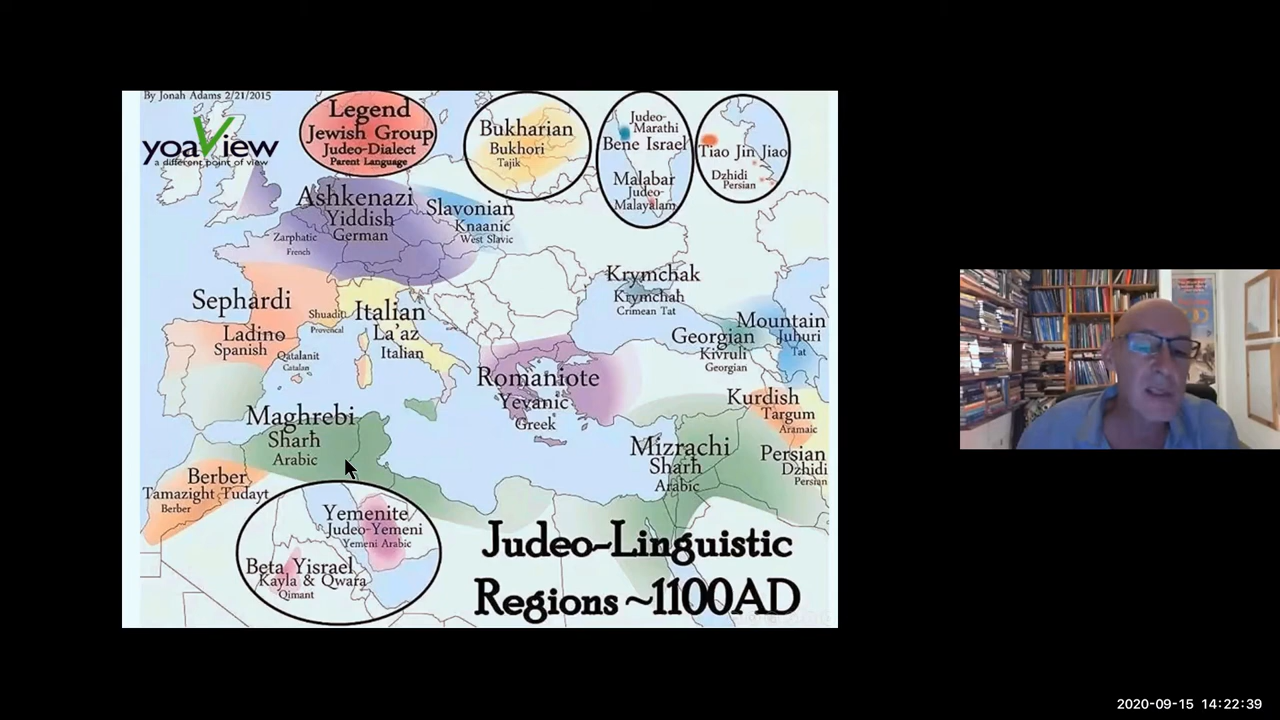 By Jonah Adams 2/21/2015
yoaView
a different point of view
Legend
Jewish Group
Judeo-Dialect
Parent Language
Bukharian
Bukhori
Tajik
Judeo-
Marathi
Bene Israel
Malabar
Judeo-
Malayalam
Tiao Jin Jiao
Dzhidi
Persian
Ashkenazi
Yiddish
German
Zarphatic
French
Slavonian
Knaanic
West Slavic
Sephardi
Ladino
Spanish
Shuadit
Provencal
Qatalanit
Catalan
Italian
La'az
Italian
Krymchak
Krymchah
Crimean Tat
Georgian
Kivruli
Georgian
Mountain
Juhuri
Tat
Romaniote
Yevanic
Greek
Kurdish
Targum
Aramaic
Maghrebi
Sharh
Arabic
Mizrachi
Sharh
Arabic
Persian
Dzhidi
Persian
Berber
Tamazight Tudayt
Berber
Yemenite
Judeo-Yemeni
Yemeni Arabic
Beta Yisrael
Kayla & Qwara
Qimant
Judeo-Linguistic
Regions ~1100AD
2020-09-15 14:22:39